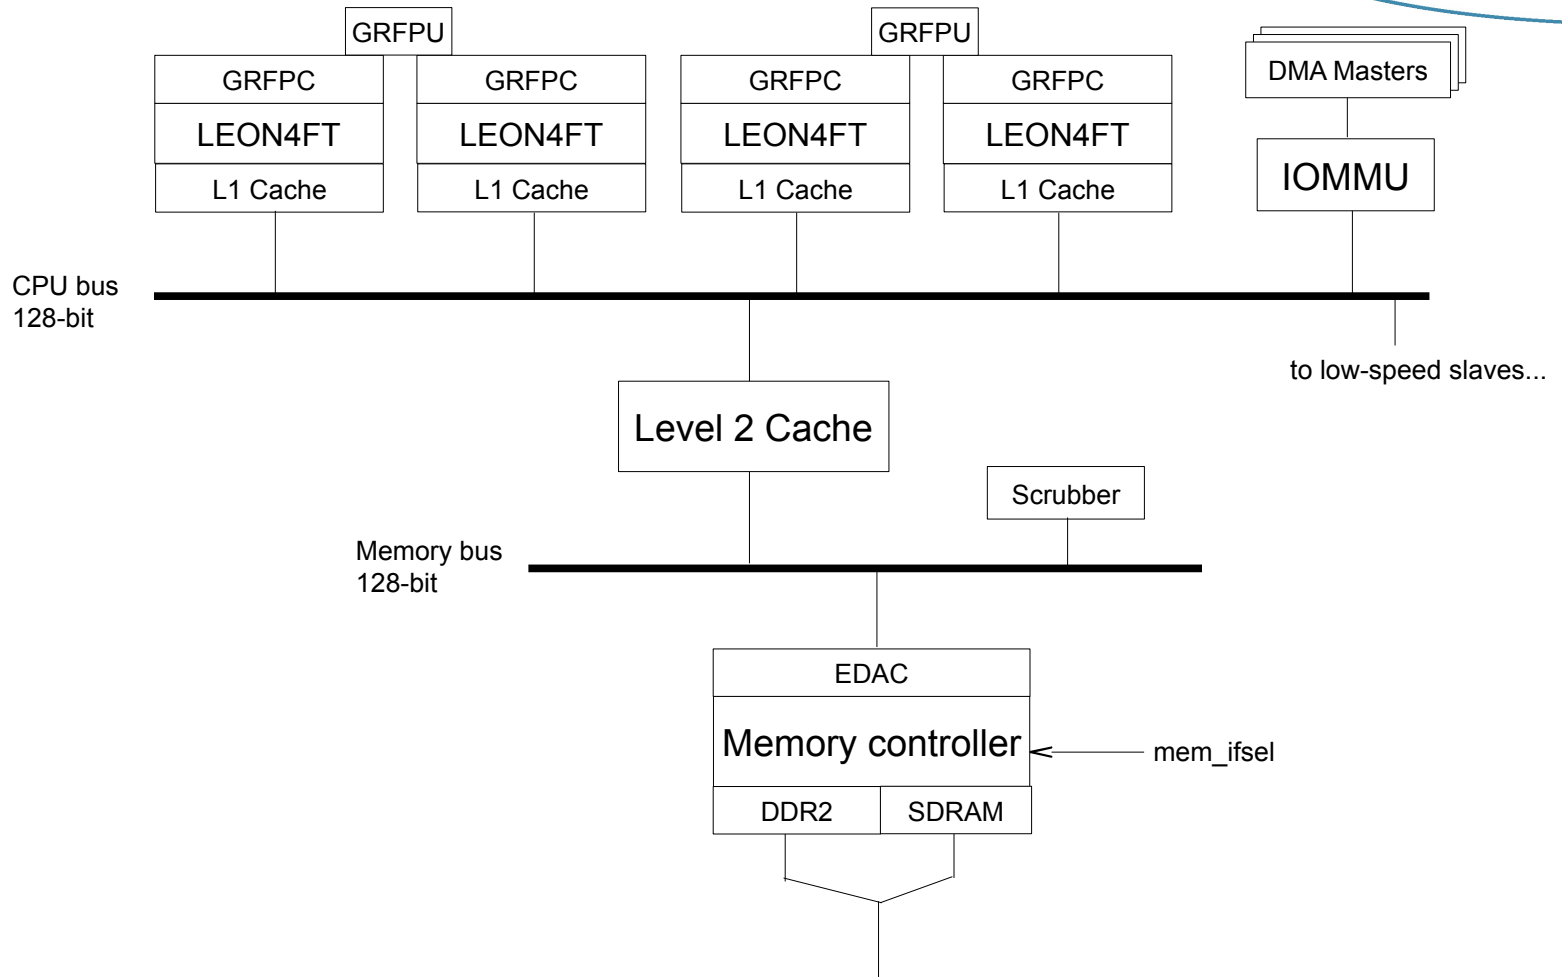 GRFPU
GRFPU
GRFPC
GRFPC
GRFPC
GRFPC
DMA Masters
LEON4FT
LEON4FT
LEON4FT
LEON4FT
L1 Cache
L1 Cache
L1 Cache
L1 Cache
IOMMU
CPU bus
128-bit
to low-speed slaves...
Level 2 Cache
Scrubber
Memory bus
128-bit
EDAC
Memory controller
mem_ifsel
DDR2
SDRAM